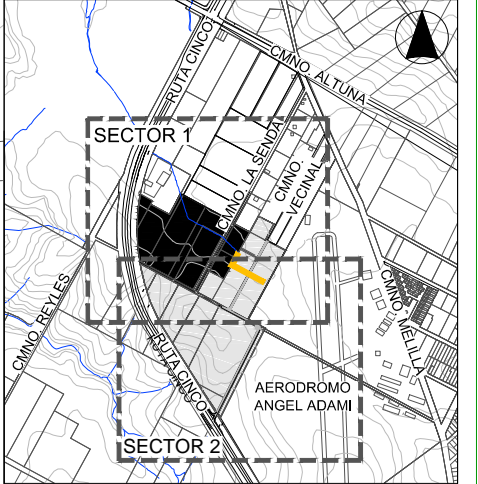 RUTA CINCO
CMNO. ALTUNA
SECTOR 1
CMNO. LA SENDA
CMNO.
VECINAL
CMNO. REYLES
RUTA CINCO
CMNO. MELILLA
AERODROMO
ANGEL ADAMI
SECTOR 2